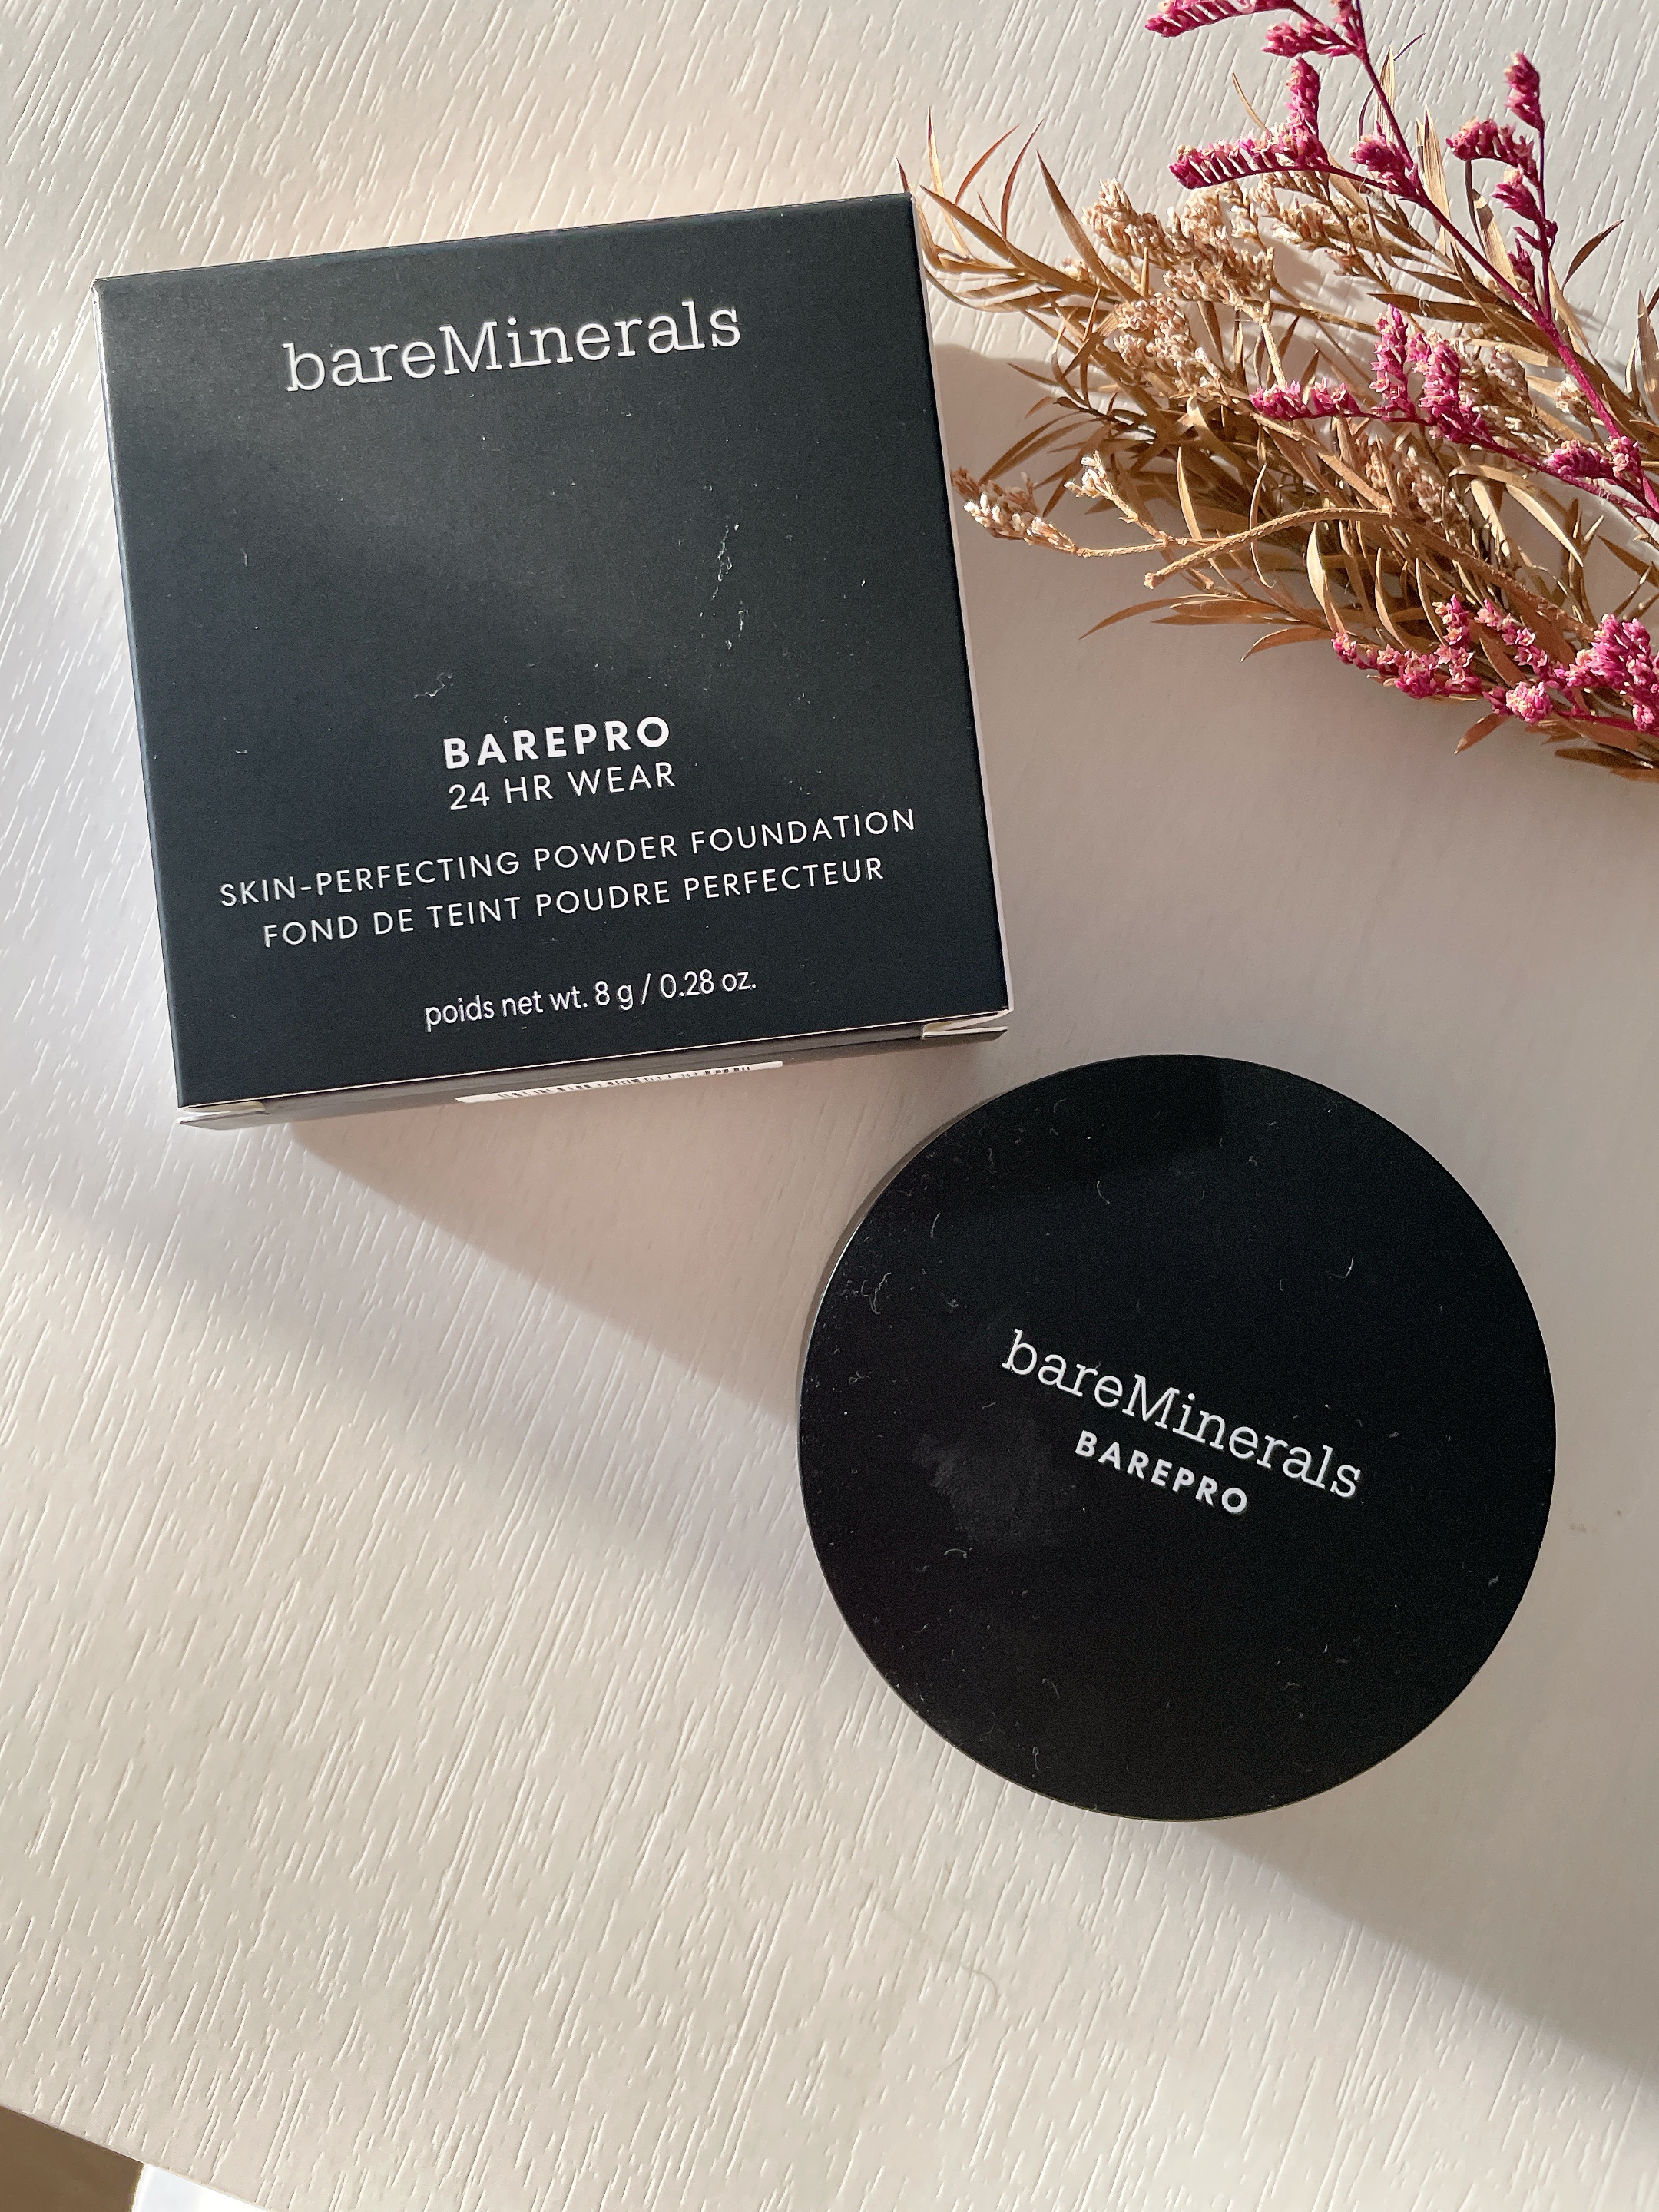 bareMinerals
BAREPRO
24 HR WEAR
SKIN-PERFECTING POWDER FOUNDATION
FOND DE TEINT POUDRE PERFECTEUR
poids net wt. 8 g / 0.28 oz.
bareMinerals
BAREPRO